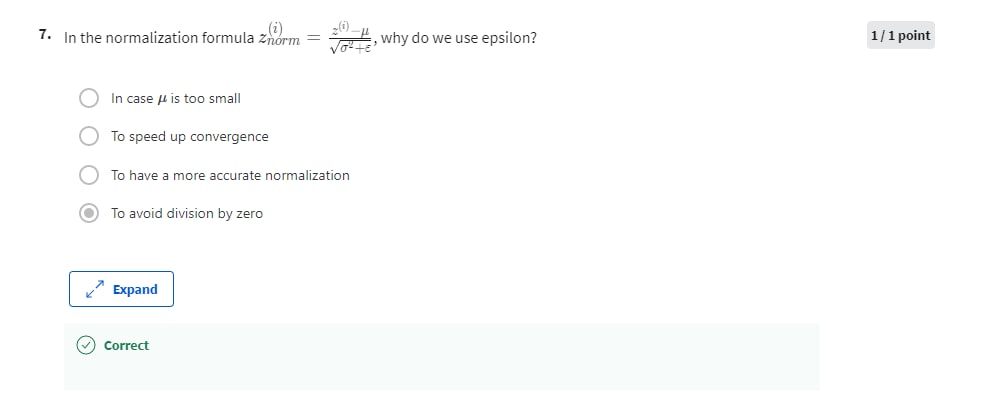 7. In the normalization formula $z_{norm}^{(i)} = \frac{z^{(i)}-\mu}{\sqrt{\sigma^2+\varepsilon}}$, why do we use epsilon?
1 / 1 point
In case μ is too small
To speed up convergence
To have a more accurate normalization
To avoid division by zero
Expand
Correct